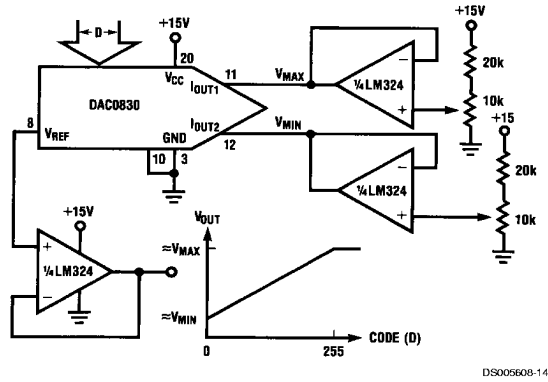 D
+15V
20
VCC
IOUT1
11
VMAX
DAC0830
8
VREF
GND
IOUT2
12
VMIN
10
3
-
¼LM324
+
+15V
20k
10k
-
¼LM324
+
+15
20k
10k
+15V
+
¼LM324
-
VOUT
≈VMAX
≈VMIN
0
255
CODE (D)
DS005608-14